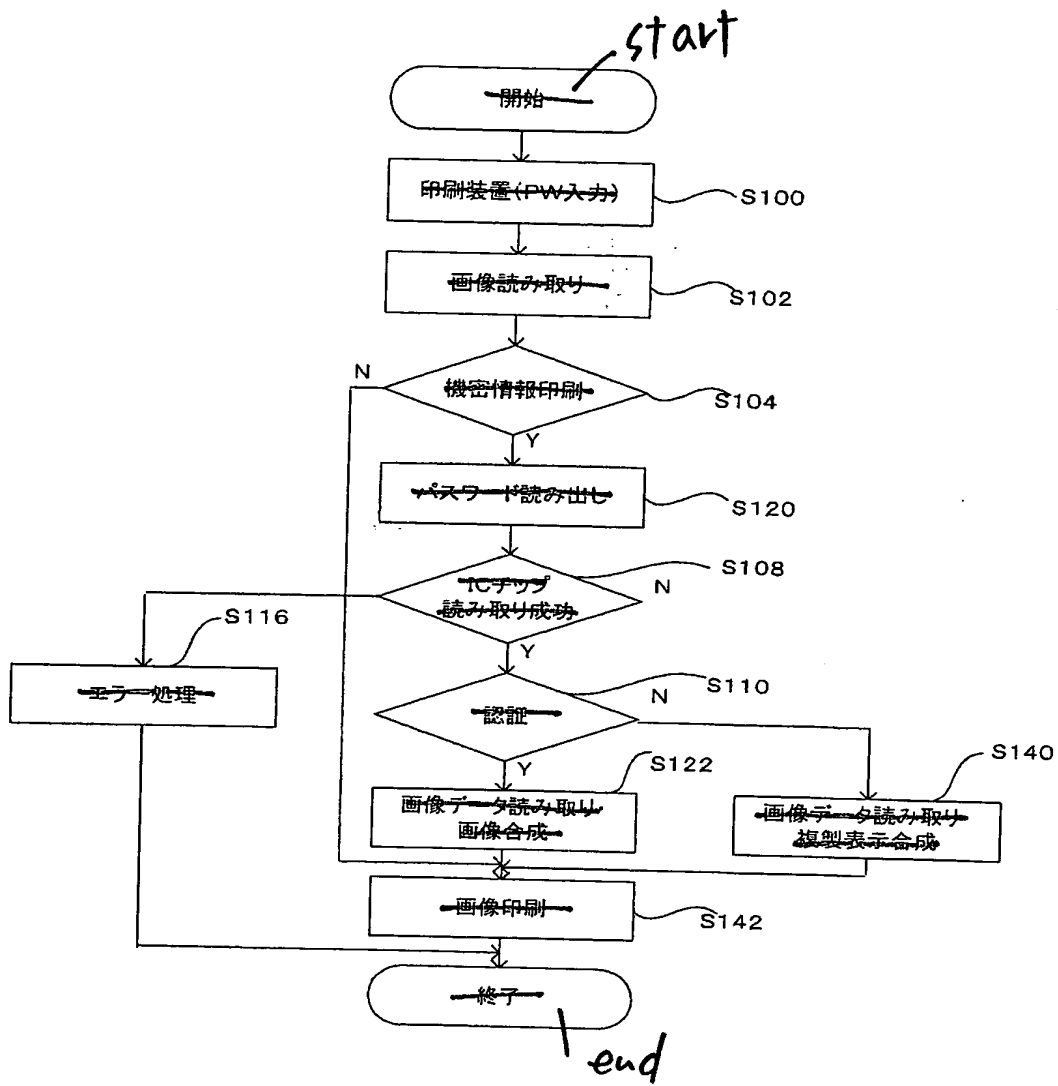 start
開始
印刷装置(PW入力)
S100
画像読み取り
S102
N
機密情報印刷
S104
Y
パスワード読み出し
S120
S108
ICチップ
読み取り成功
N
S116
Y
エラー処理
S110
N
認証
Y
S122
S140
画像データ読み取り
画像合成
画像データ読み取り
複製表示合成
画像印刷
S142
終了
end